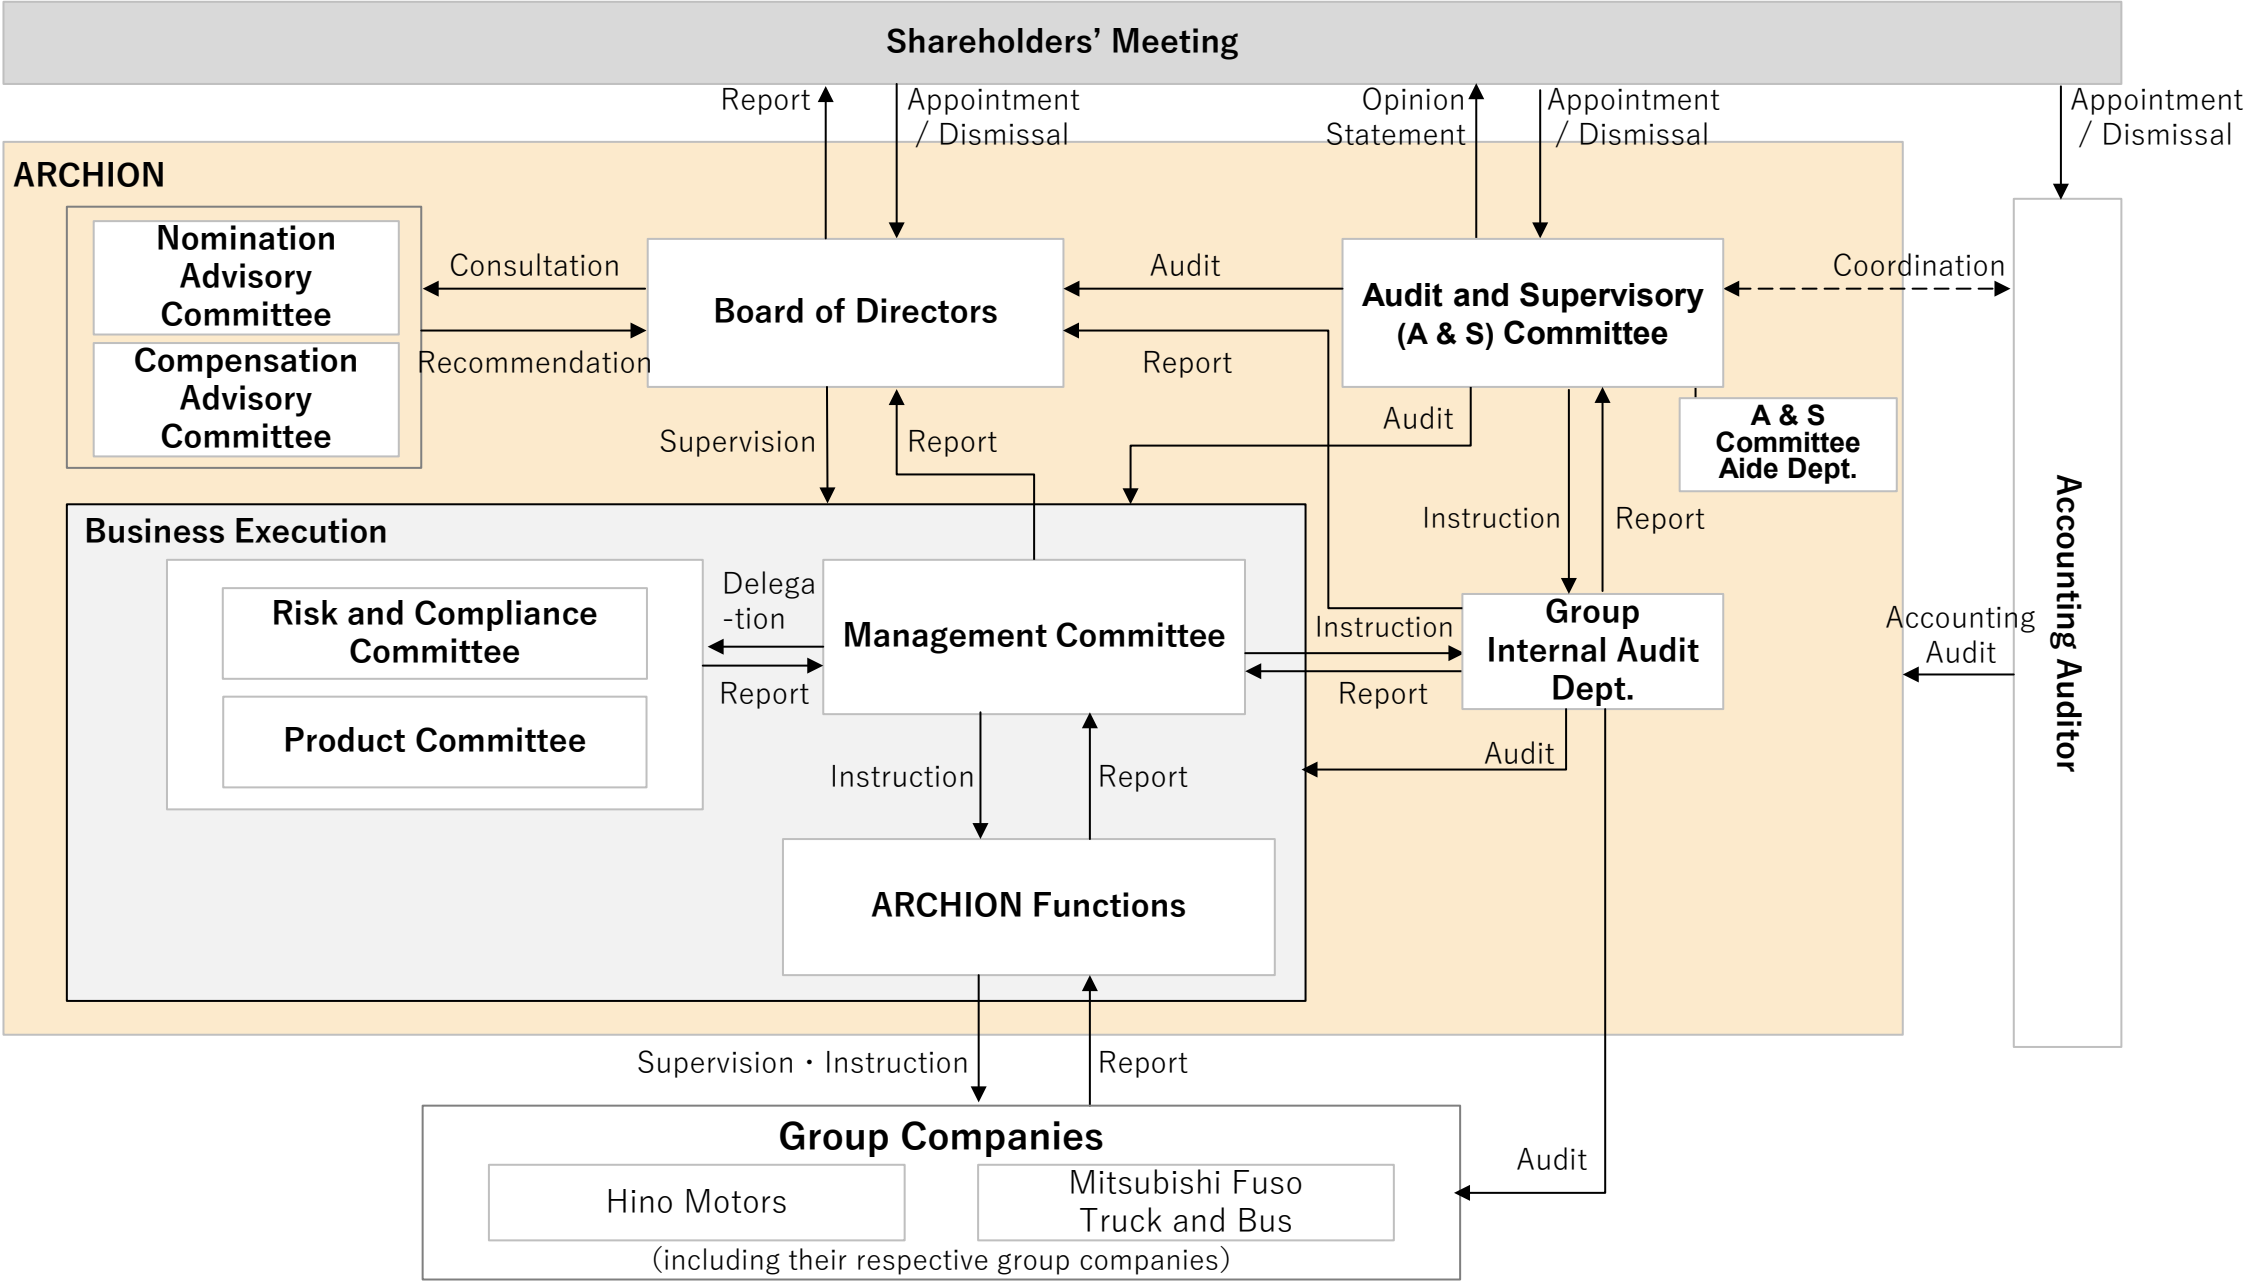 Shareholders’ Meeting
Report
Appointment
/ Dismissal
Opinion
Statement
Appointment
/ Dismissal
Appointment
/ Dismissal
ARCHION
Nomination
Advisory
Committee
Compensation
Advisory
Committee
Consultation
Recommendation
Board of Directors
Audit
Report
Audit and Supervisory
(A & S) Committee
Coordination
A & S
Committee
Aide Dept.
Supervision
Report
Audit
Instruction
Report
Business Execution
Risk and Compliance
Committee
Product Committee
Delega
-tion
Report
Management Committee
Instruction
Report
Group
Internal Audit
Dept.
Accounting
Audit
Accounting Auditor
Instruction
Report
Audit
ARCHION Functions
Supervision・Instruction
Report
Group Companies
Hino Motors
Mitsubishi Fuso
Truck and Bus
(including their respective group companies)
Audit